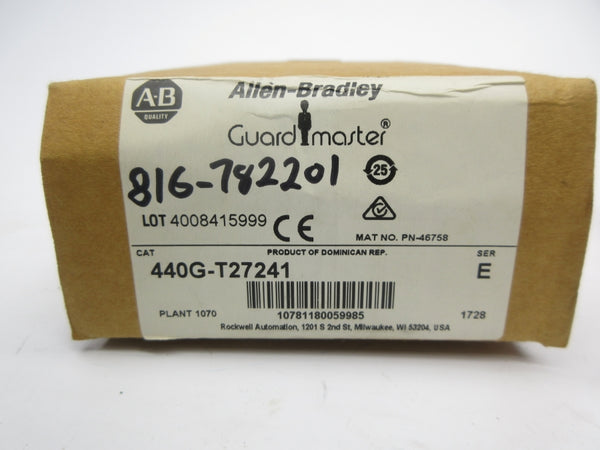 A-B
QUALITY
Allen-Bradley
Guardmaster®
816-782201
25
LOT 4008415999 CE
MAT NO. PN-46758
CAT PRODUCT OF DOMINICAN REP. SER
440G-T27241 E
PLANT 1070 10781180059985 1728
Rockwell Automation, 1201 S 2nd St, Milwaukee, WI 53204, USA